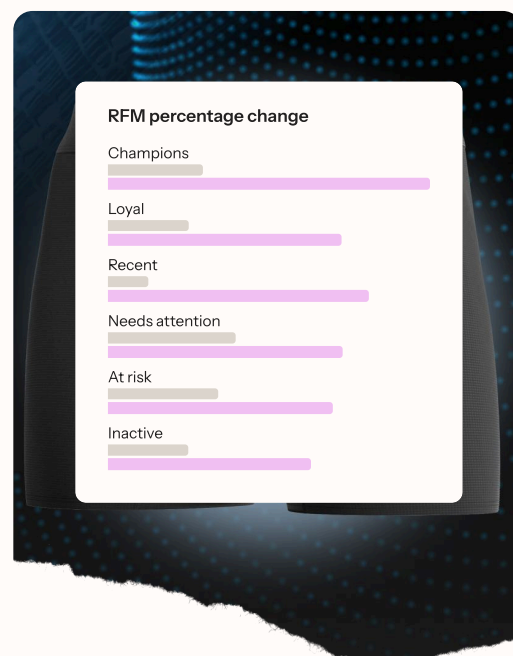 RFM percentage change
Champions
Loyal
Recent
Needs attention
At risk
Inactive